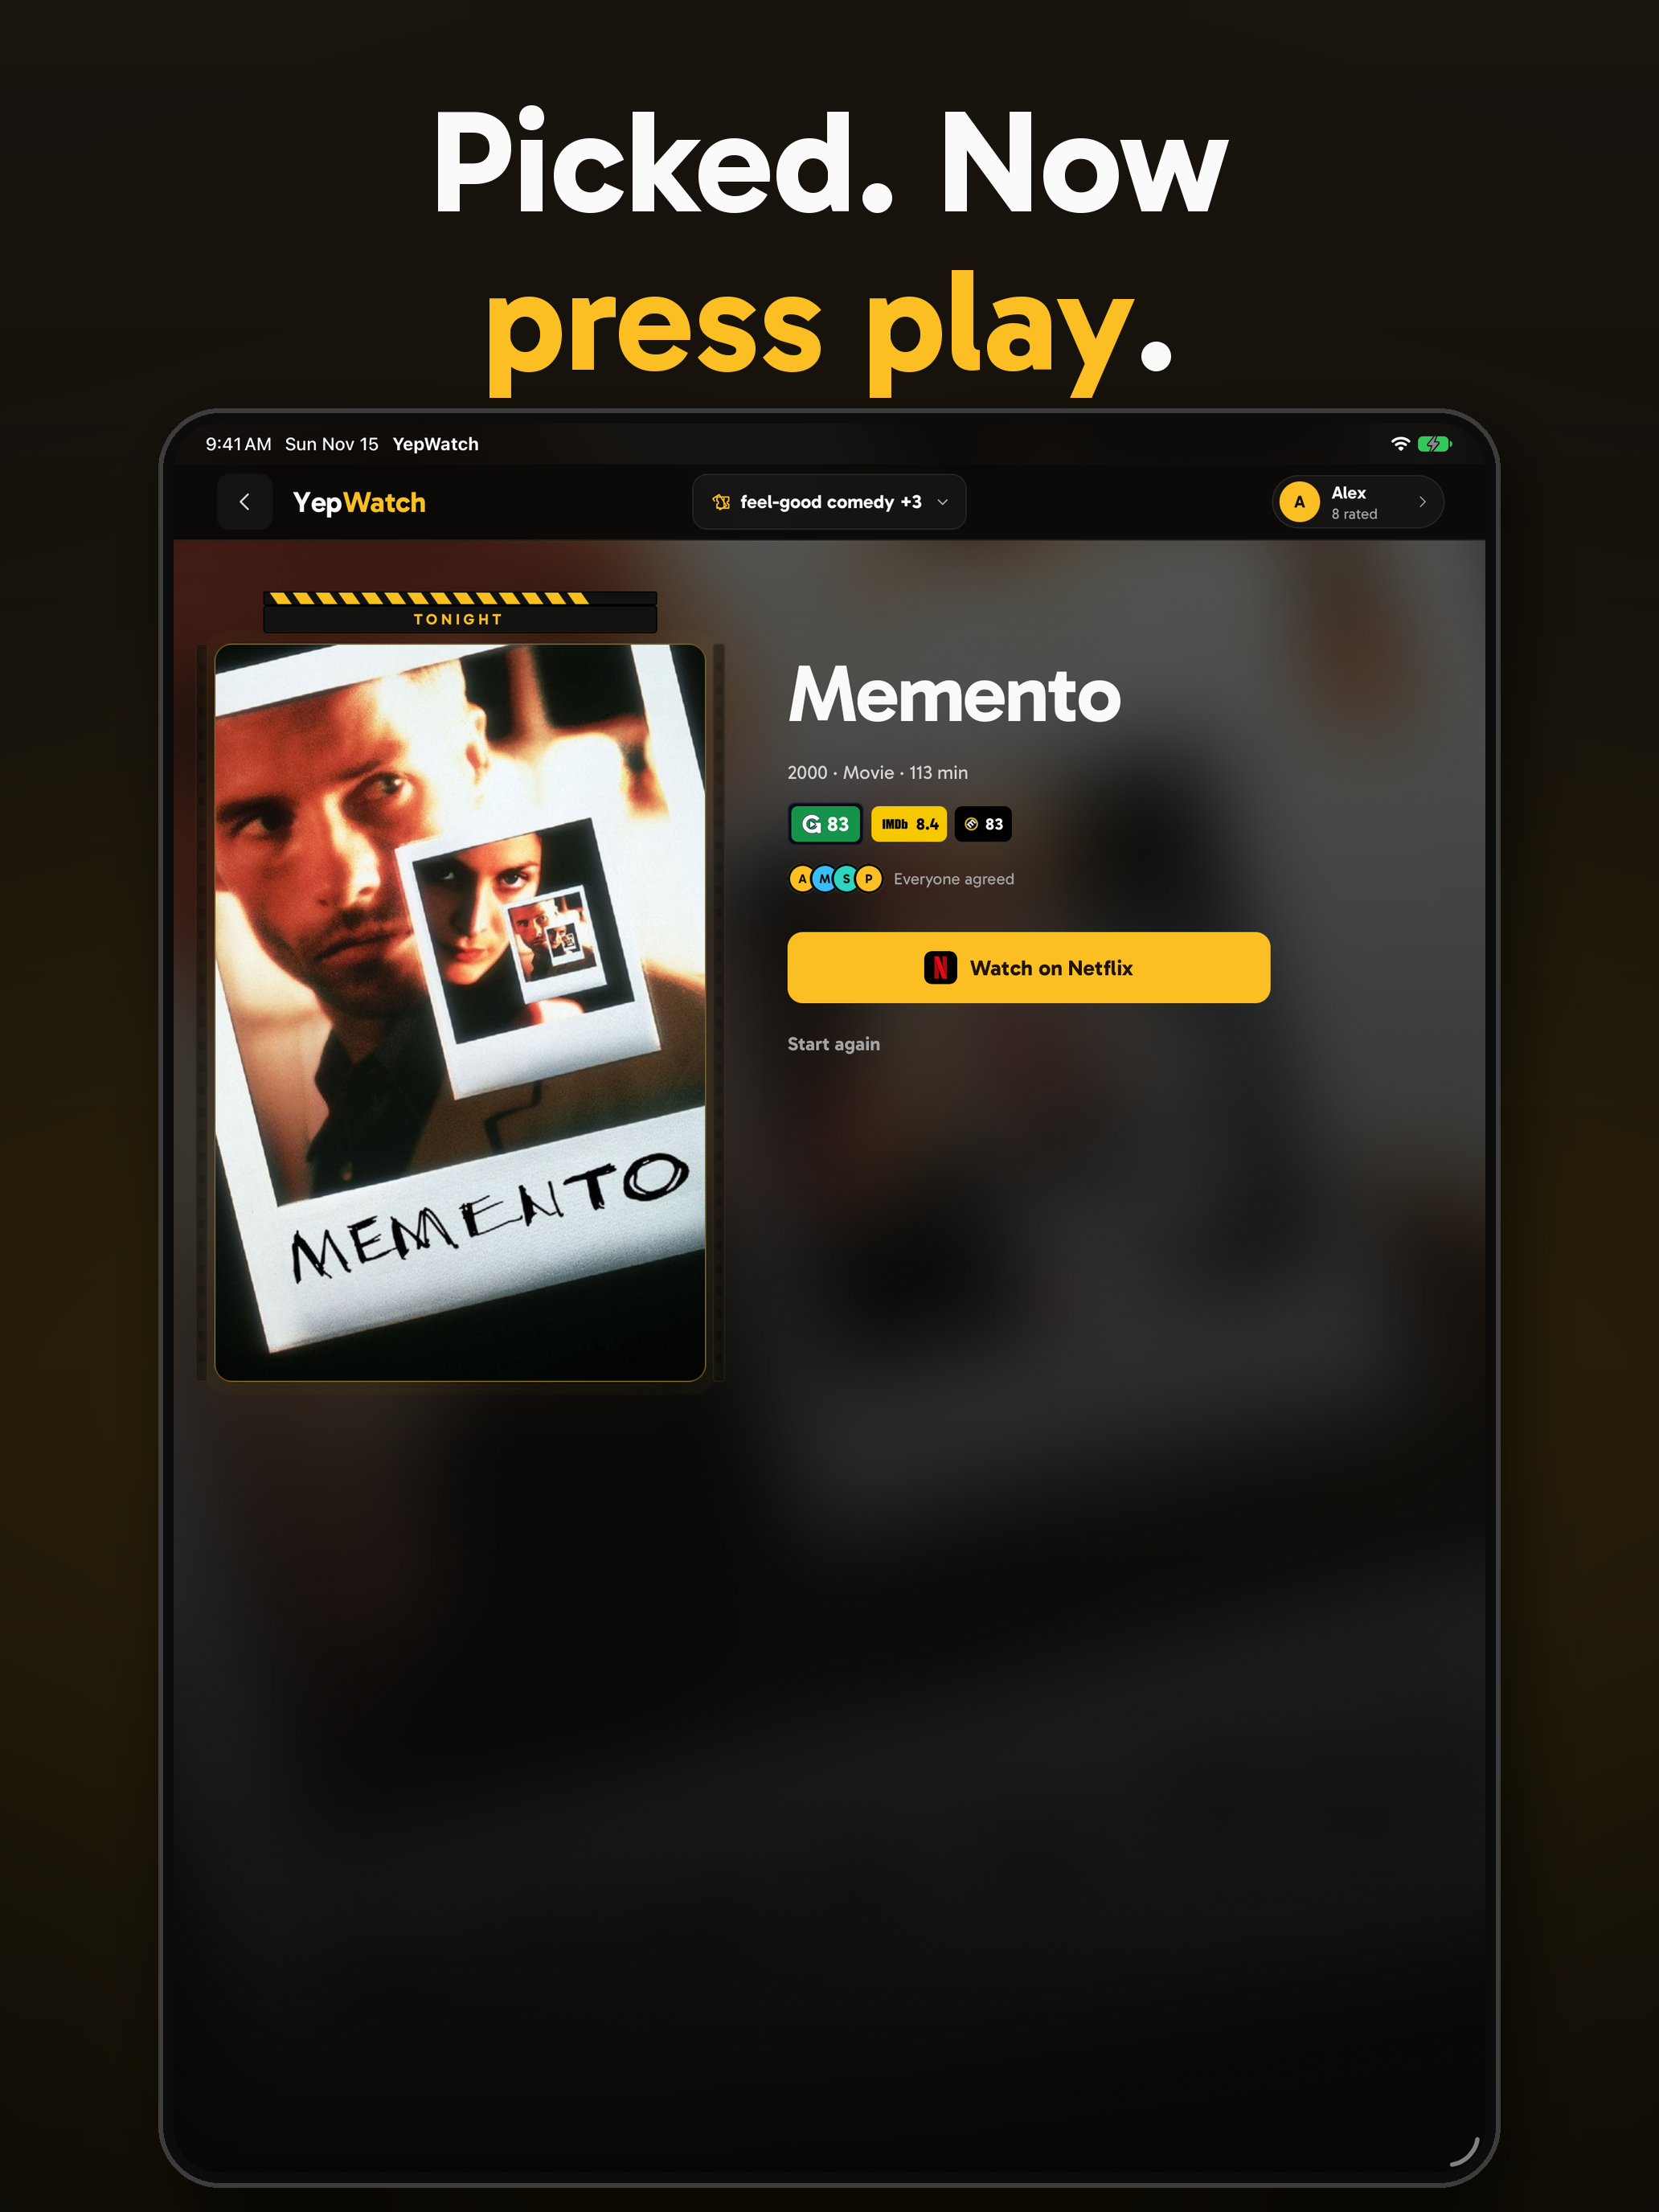 Picked. Now
press play.
9:41 AM Sun Nov 15 YepWatch
YepWatch
feel-good comedy +3
A
Alex
8 rated
TONIGHT
MEMENTO
Memento
2000 · Movie · 113 min
G 83
IMDb 8.4
83
A M S P Everyone agreed
N Watch on Netflix
Start again